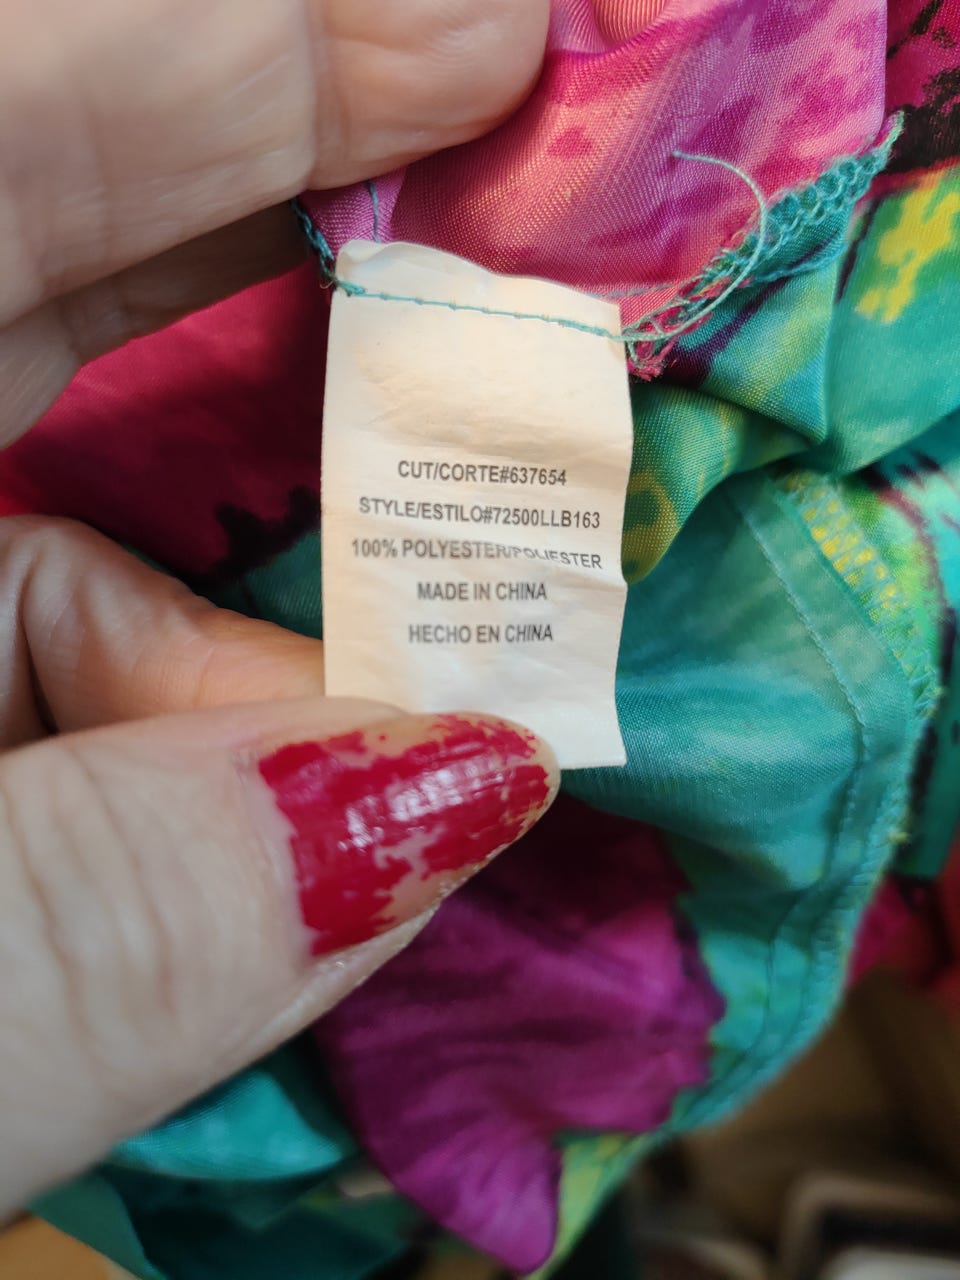 CUT/CORTE#637654
STYLE/ESTILO#72500LLB163
100% POLYESTER/POLIESTER
MADE IN CHINA
HECHO EN CHINA